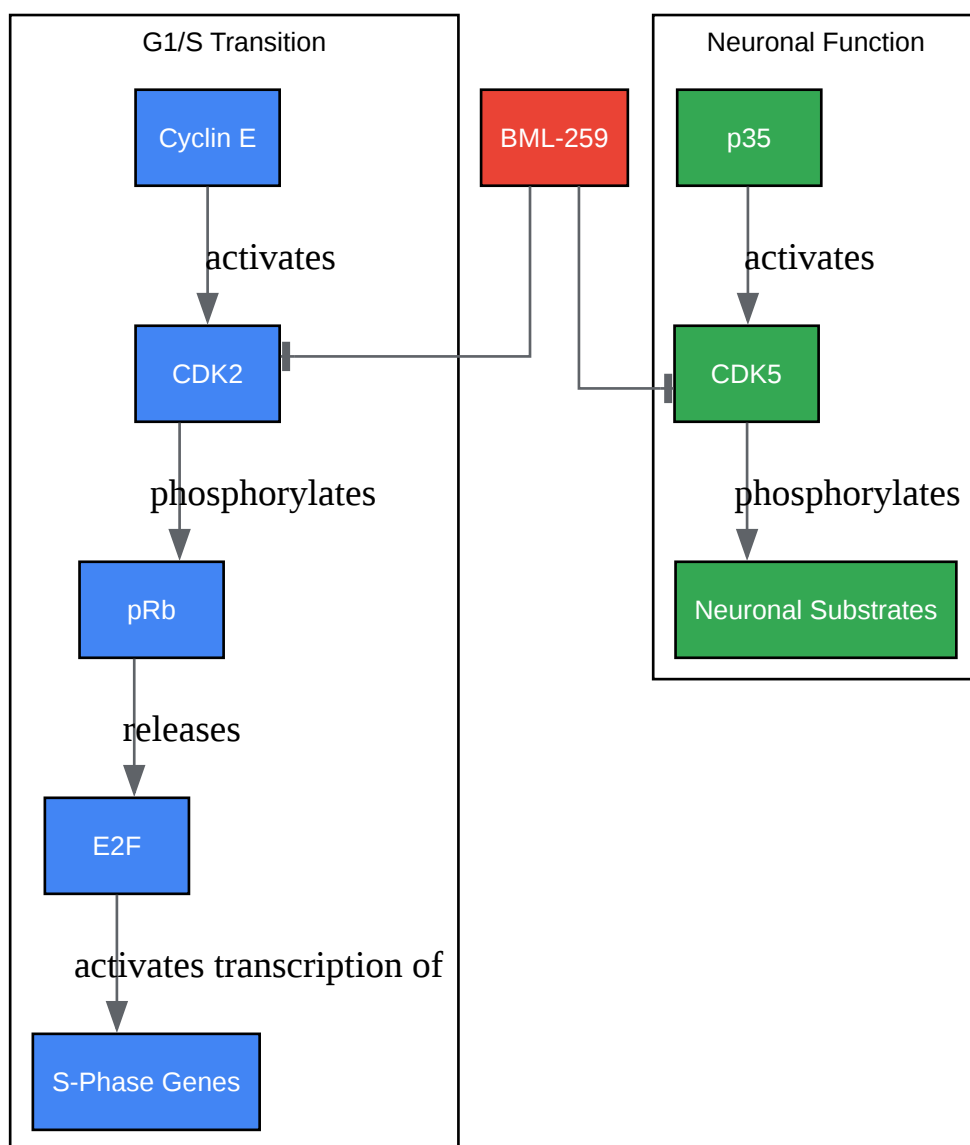 G1/S Transition
Neuronal Function
Cyclin E
BML-259
p35
activates
activates
CDK2
CDK5
phosphorylates
phosphorylates
pRb
Neuronal Substrates
releases
E2F
activates transcription of
S-Phase Genes